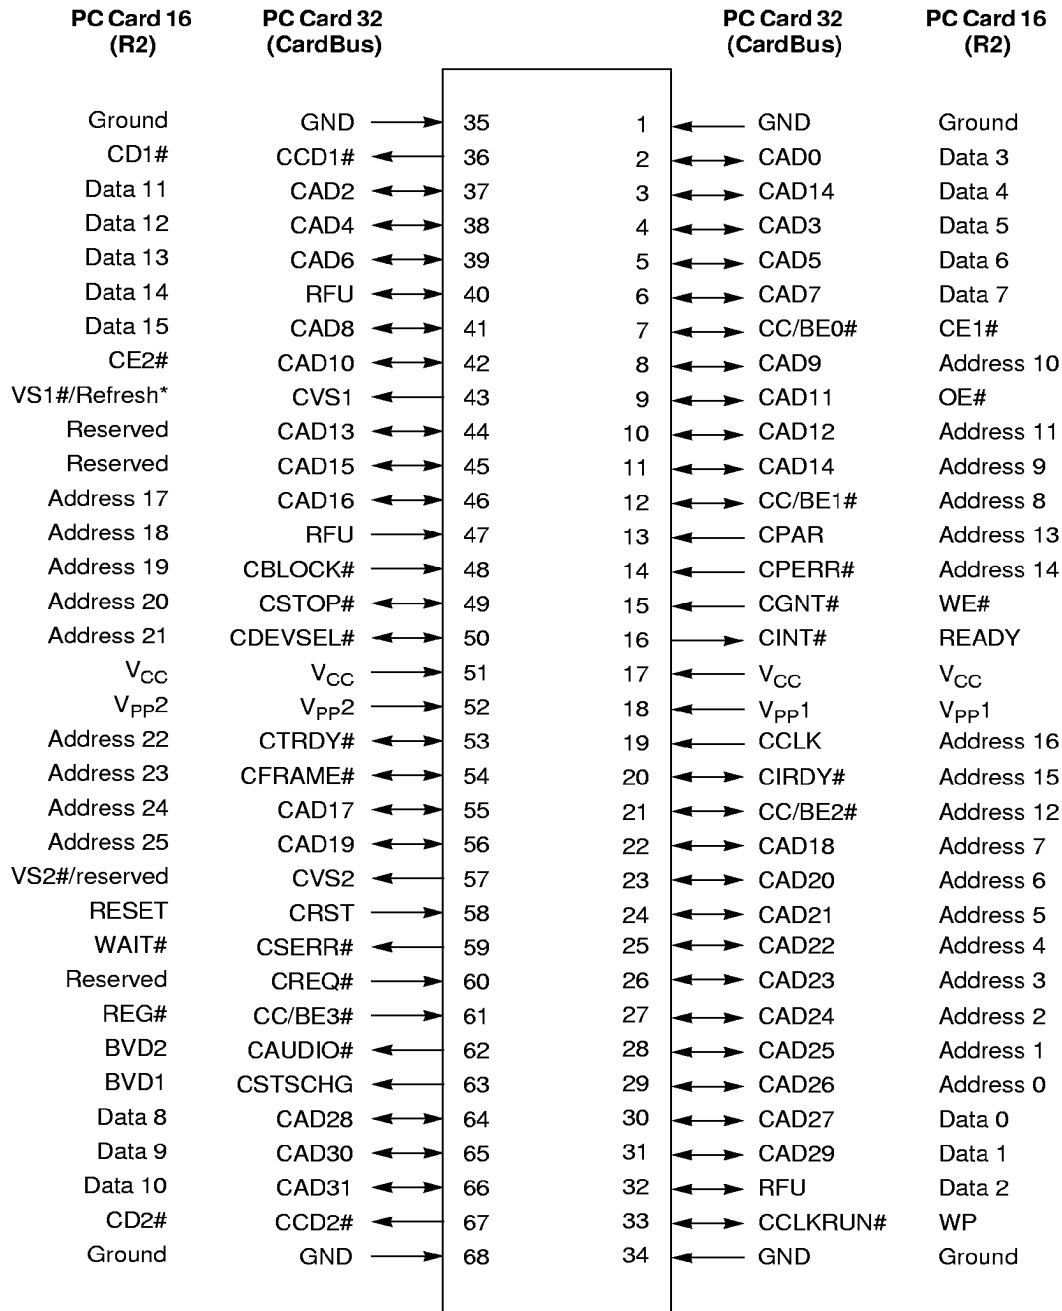 PC Card 16 PC Card 32 PC Card 32 PC Card 16
(R2) (CardBus) (CardBus) (R2)
Ground GND 35 1 GND Ground
CD1# CCD1# 36 2 CAD0 Data 3
Data 11 CAD2 37 3 CAD14 Data 4
Data 12 CAD4 38 4 CAD3 Data 5
Data 13 CAD6 39 5 CAD5 Data 6
Data 14 RFU 40 6 CAD7 Data 7
Data 15 CAD8 41 7 CC/BE0# CE1#
CE2# CAD10 42 8 CAD9 Address 10
VS1#/Refresh* CVS1 43 9 CAD11 OE#
Reserved CAD13 44 10 CAD12 Address 11
Reserved CAD15 45 11 CAD14 Address 9
Address 17 CAD16 46 12 CC/BE1# Address 8
Address 18 RFU 47 13 CPAR Address 13
Address 19 CBLOCK# 48 14 CPERR# Address 14
Address 20 CSTOP# 49 15 CGNT# WE#
Address 21 CDEVSEL# 50 16 CINT# READY
VCC VCC 51 17 VCC VCC
VPP2 VPP2 52 18 VPP1 VPP1
Address 22 CTRDY# 53 19 CCLK Address 16
Address 23 CFRAME# 54 20 CIRDY# Address 15
Address 24 CAD17 55 21 CC/BE2# Address 12
Address 25 CAD19 56 22 CAD18 Address 7
VS2#/reserved CVS2 57 23 CAD20 Address 6
RESET CRST 58 24 CAD21 Address 5
WAIT# CSERR# 59 25 CAD22 Address 4
Reserved CREQ# 60 26 CAD23 Address 3
REG# CC/BE3# 61 27 CAD24 Address 2
BVD2 CAUDIO# 62 28 CAD25 Address 1
BVD1 CSTSCHG 63 29 CAD26 Address 0
Data 8 CAD28 64 30 CAD27 Data 0
Data 9 CAD30 65 31 CAD29 Data 1
Data 10 CAD31 66 32 RFU Data 2
CD2# CCD2# 67 33 CCLKRUN# WP
Ground GND 68 34 GND Ground